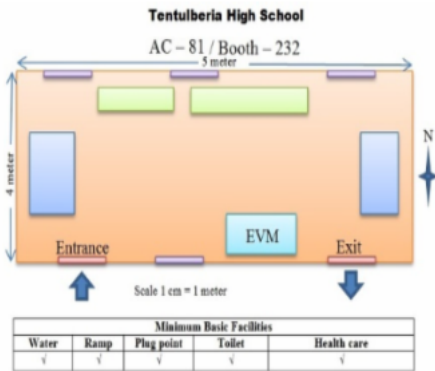 Tentulberia High School
AC – 81 / Booth – 232
5 meter
4 meter
N
EVM
Entrance
Exit
Scale 1 cm = 1 meter
Minimum Basic Facilities
Water Ramp Plug point Toilet Health care
√ √ √ √ √